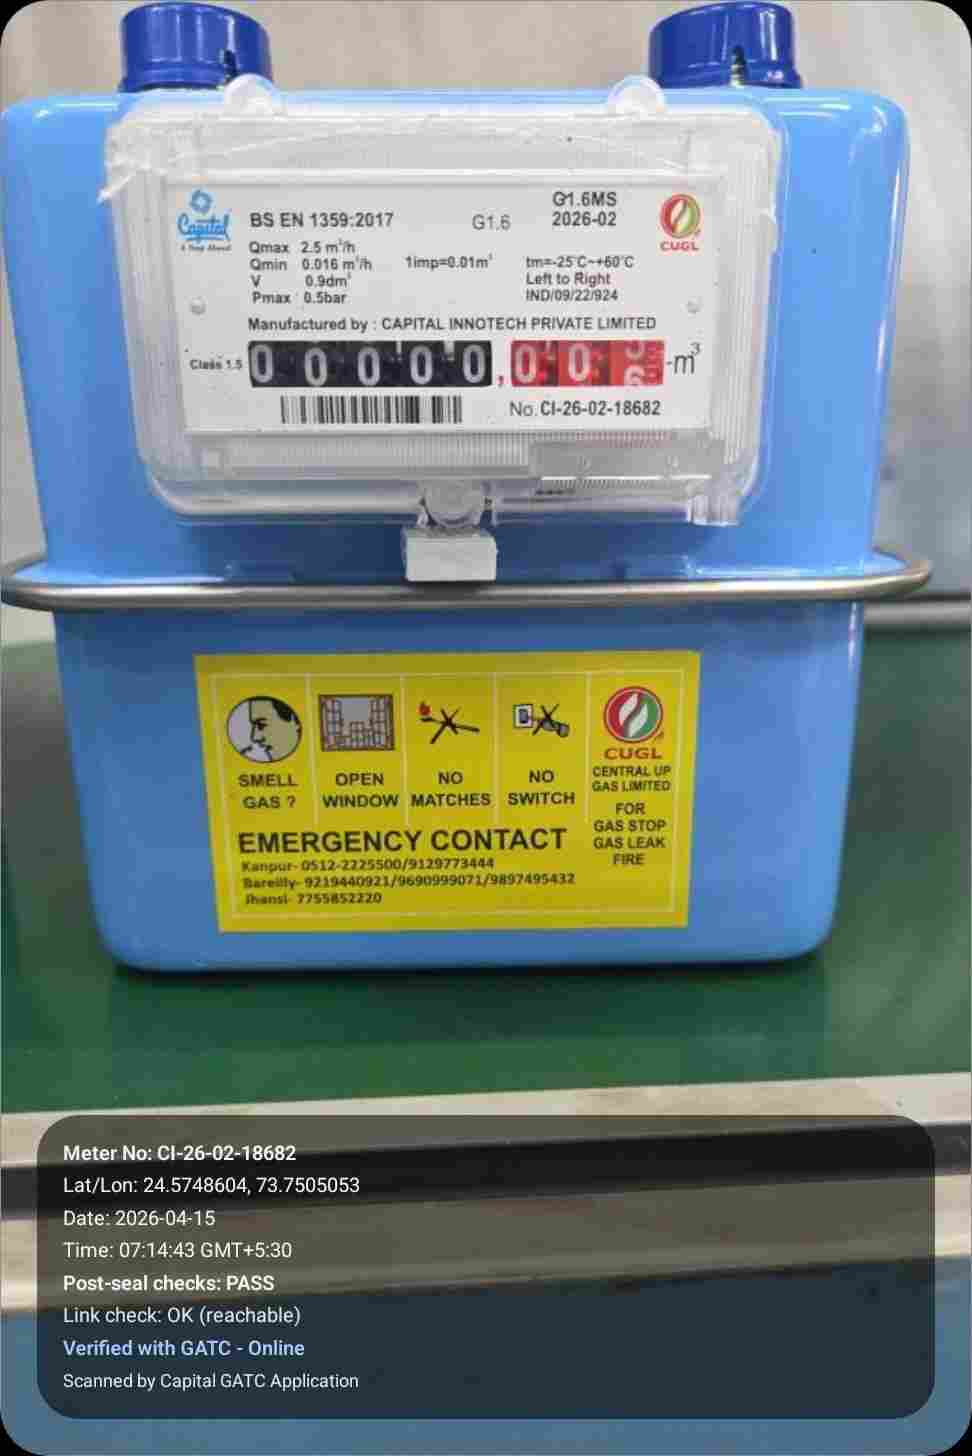 Capital
A Step Ahead
BS EN 1359:2017
G1.6
G1.6MS
2026-02
CUGL
Qmax 2.5 m³/h
Qmin 0.016 m³/h
V 0.9dm³
Pmax : 0.5bar
1imp=0.01m³
tm=-25°C~+60°C
Left to Right
IND/09/22/924
Manufactured by : CAPITAL INNOTECH PRIVATE LIMITED
Class 1.5
0 0 0 0 0 , 0 0 -m³
No. CI-26-02-18682
SMELL
GAS ?
OPEN
WINDOW
NO
MATCHES
NO
SWITCH
CUGL
CENTRAL UP
GAS LIMITED
FOR
GAS STOP
GAS LEAK
FIRE
EMERGENCY CONTACT
Kanpur- 0512-2225500/9129773444
Bareilly- 9219440921/9690999071/9897495432
Jhansi- 7755852220
Meter No: CI-26-02-18682
Lat/Lon: 24.5748604, 73.7505053
Date: 2026-04-15
Time: 07:14:43 GMT+5:30
Post-seal checks: PASS
Link check: OK (reachable)
Verified with GATC - Online
Scanned by Capital GATC Application